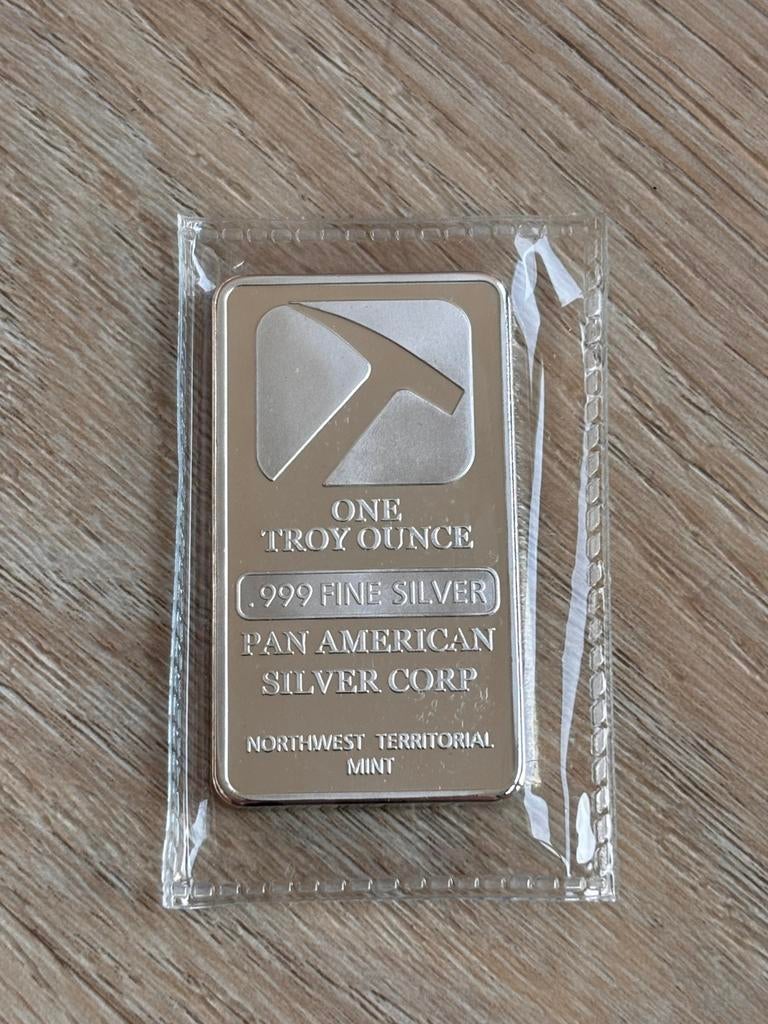 ONE
TROY OUNCE
.999 FINE SILVER
PAN AMERICAN
SILVER CORP
NORTHWEST TERRITORIAL
MINT